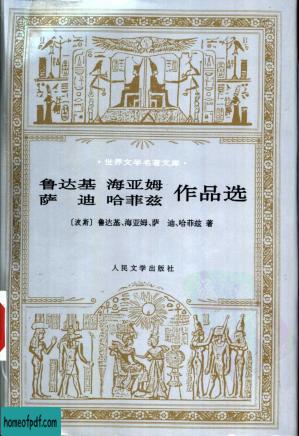 ·世界文学名著文库·
鲁达基 海亚姆
萨 迪 哈菲兹
作品选
〔波斯〕鲁达基、海亚姆、萨 迪、哈菲兹 著
人民文学出版社
homeofpdf.com